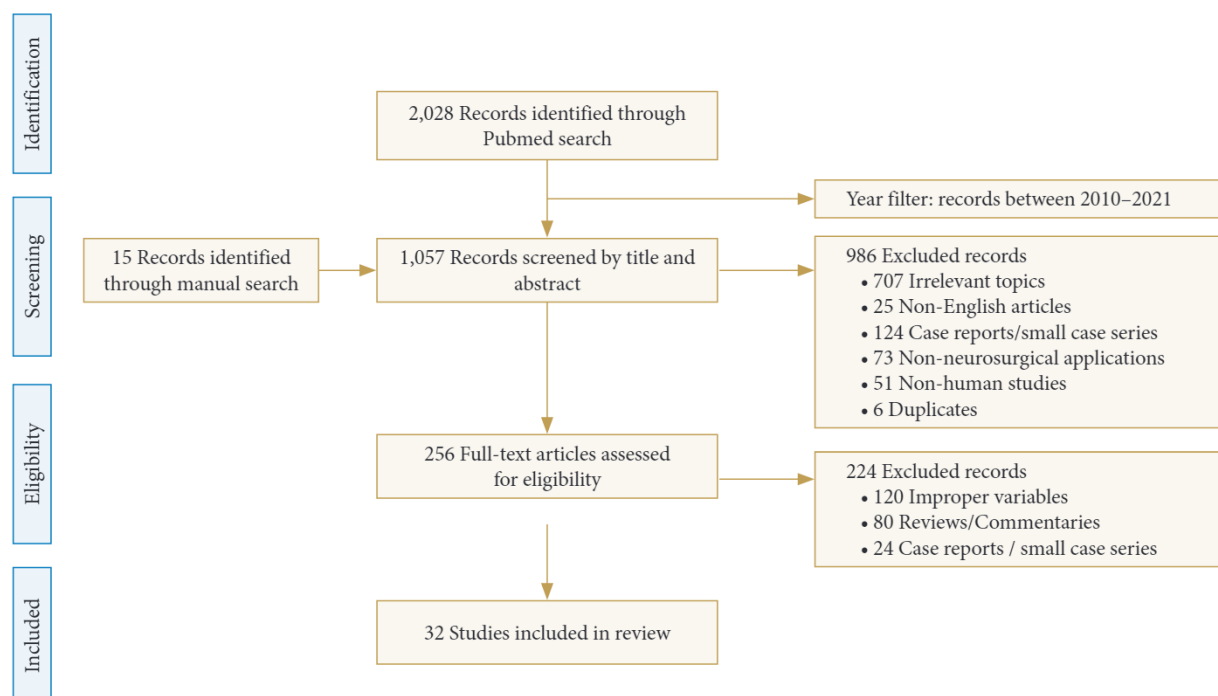 Identification
2,028 Records identified through
Pubmed search
Year filter: records between 2010–2021
Screening
15 Records identified
through manual search
1,057 Records screened by title and
abstract
986 Excluded records
• 707 Irrelevant topics
• 25 Non-English articles
• 124 Case reports/small case series
• 73 Non-neurosurgical applications
• 51 Non-human studies
• 6 Duplicates
Eligibility
256 Full-text articles assessed
for eligibility
224 Excluded records
• 120 Improper variables
• 80 Reviews/Commentaries
• 24 Case reports / small case series
Included
32 Studies included in review